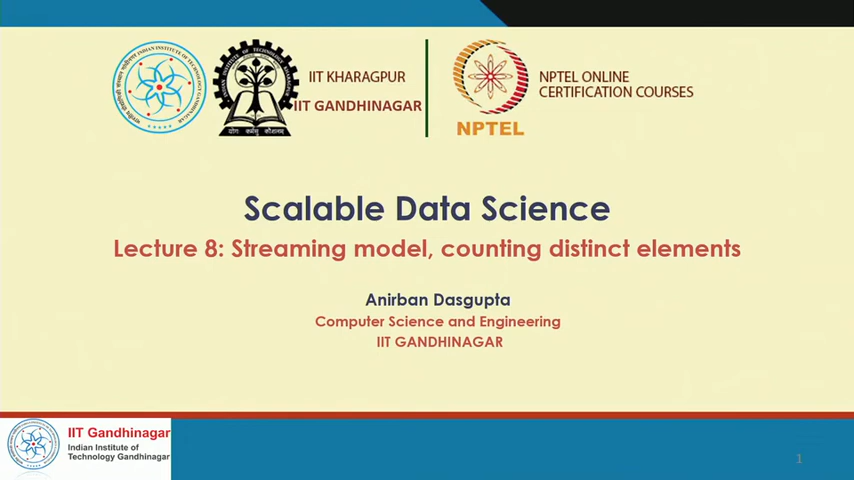 IIT KHARAGPUR
IIT GANDHINAGAR
NPTEL ONLINE
CERTIFICATION COURSES
NPTEL
Scalable Data Science
Lecture 8: Streaming model, counting distinct elements
Anirban Dasgupta
Computer Science and Engineering
IIT GANDHINAGAR
IIT Gandhinagar
Indian Institute of
Technology Gandhinagar
1